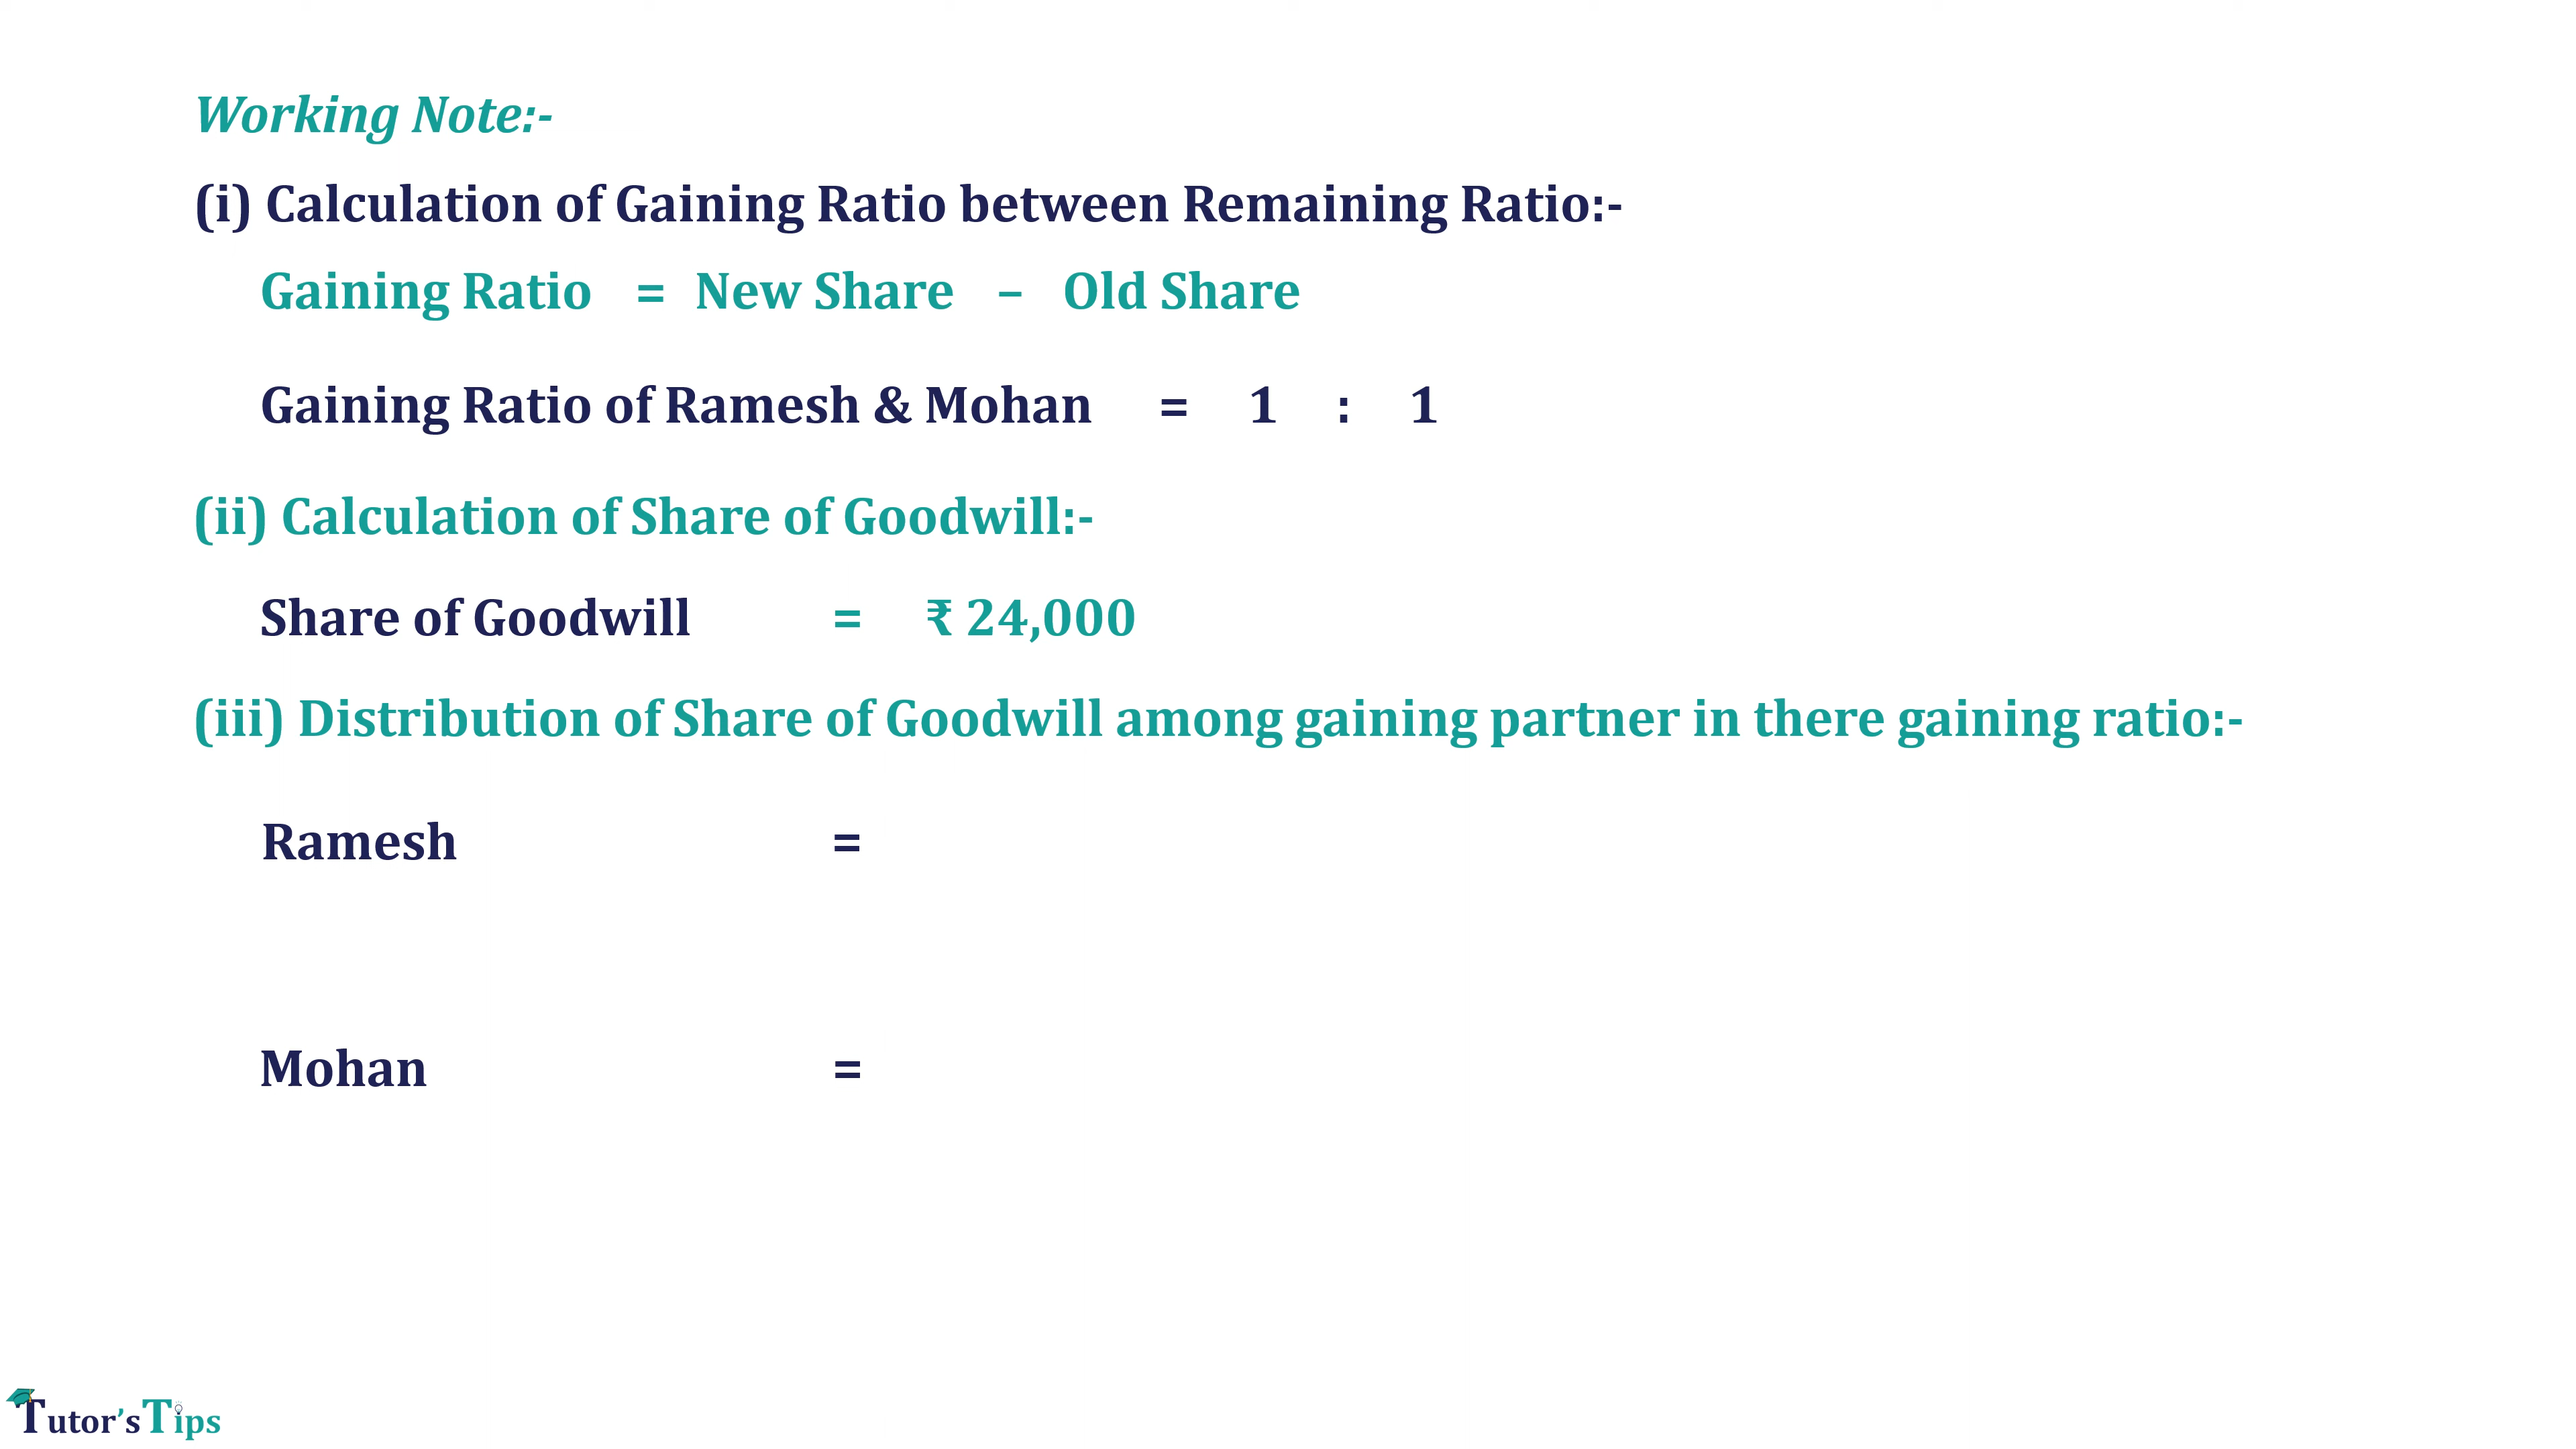 Working Note:-
(i) Calculation of Gaining Ratio between Remaining Ratio:-
Gaining Ratio = New Share – Old Share
Gaining Ratio of Ramesh & Mohan = 1 : 1
(ii) Calculation of Share of Goodwill:-
Share of Goodwill = ₹ 24,000
(iii) Distribution of Share of Goodwill among gaining partner in there gaining ratio:-
Ramesh =
Mohan =
Tutor'sTips